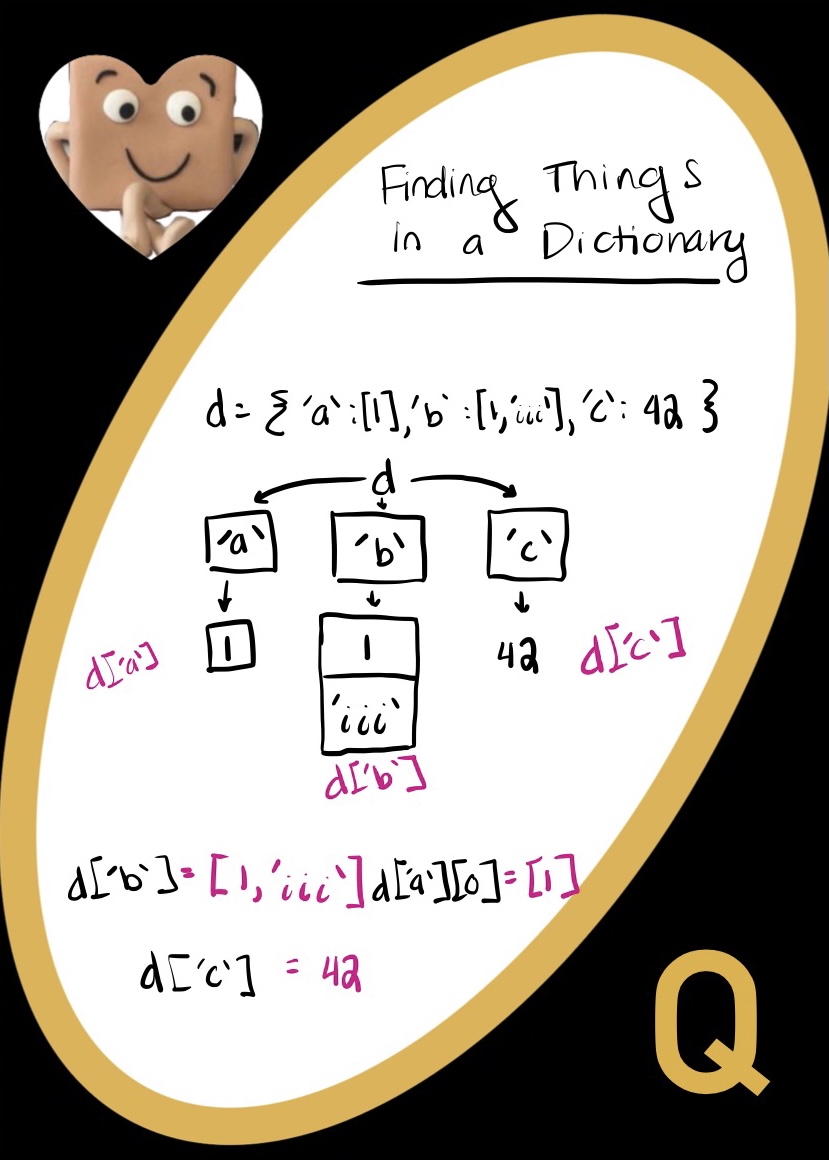 Finding Things
in a Dictionary
d = { 'a' : [1], 'b' : [1, 'iii'], 'c' : 42 }
d
'a' 'b' 'c'
d['a'] 1 1 42 d['c']
'iii'
d['b']
d['b'] = [1, 'iii'] d['a'][0] = [1]
d['c'] = 42
Q